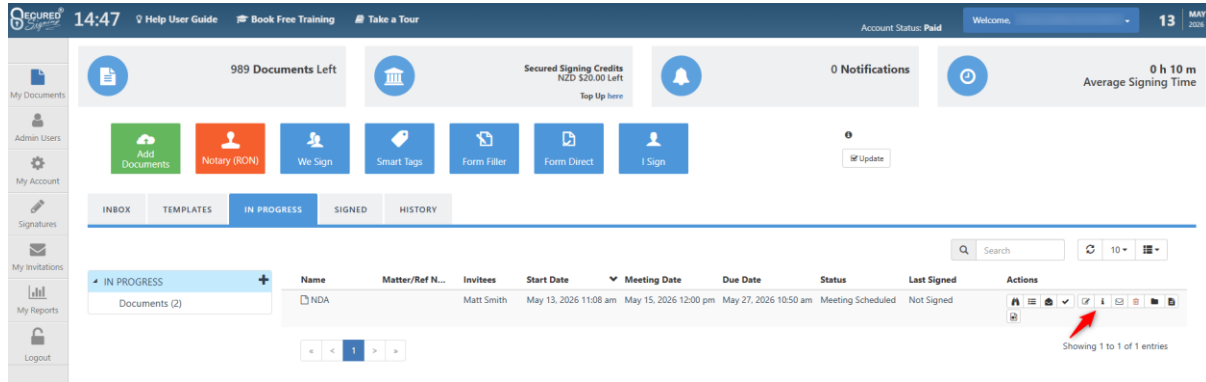 SECURED Signing 14:47 Help User Guide Book Free Training Take a Tour Account Status: Paid Welcome, 13 MAY 2026
My Documents
Admin Users
My Account
Signatures
My Invitations
My Reports
Logout
989 Documents Left
Secured Signing Credits
NZD $20.00 Left
Top Up here
0 Notifications
0 h 10 m
Average Signing Time
Add Documents
Notary (RON)
We Sign
Smart Tags
Form Filler
Form Direct
I Sign
Update
INBOX TEMPLATES IN PROGRESS SIGNED HISTORY
Search 10
IN PROGRESS
Documents (2)
Name Matter/Ref N... Invitees Start Date Meeting Date Due Date Status Last Signed Actions
NDA Matt Smith May 13, 2026 11:08 am May 15, 2026 12:00 pm May 27, 2026 10:50 am Meeting Scheduled Not Signed
« < 1 > »
Showing 1 to 1 of 1 entries